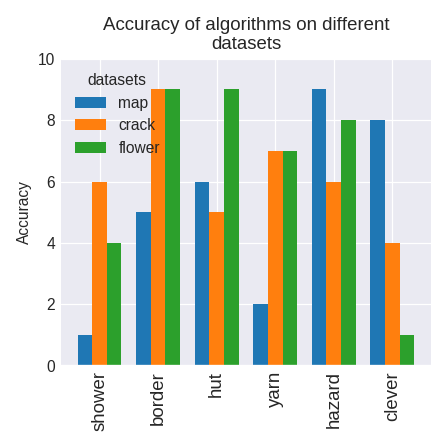 Accuracy of algorithms on different
datasets
10
8
6
4
2
0
Accuracy
datasets
map
crack
flower
shower
border
hut
yarn
hazard
clever